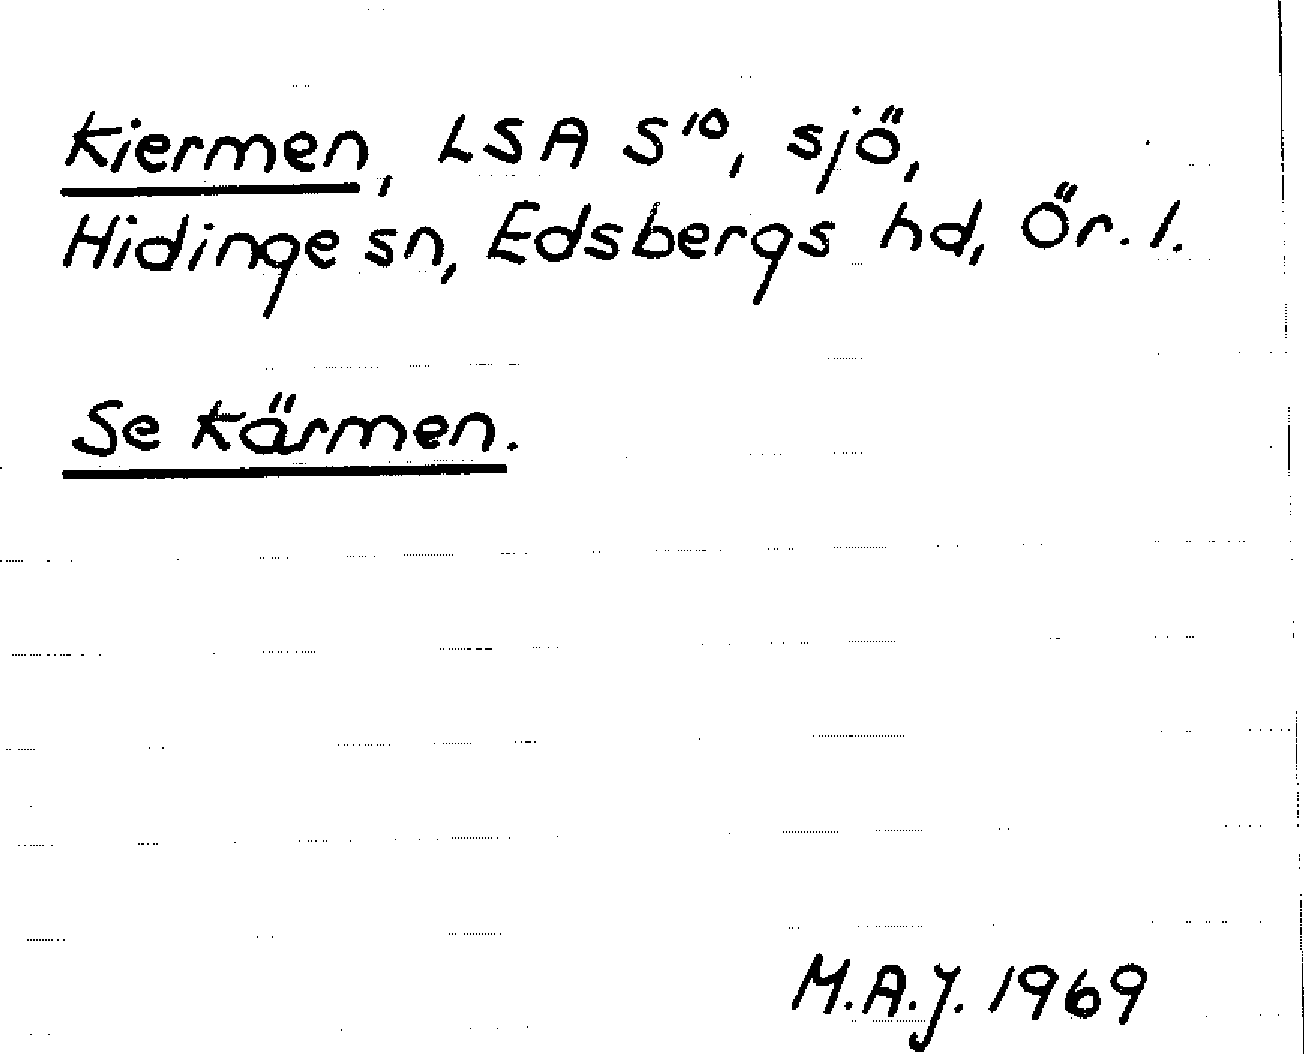 Kiermen, LSA S¹⁰, sjö,
Hidinge sn, Edsbergs hd, Ör. l.
Se Kärmen.
M.A.J. 1969